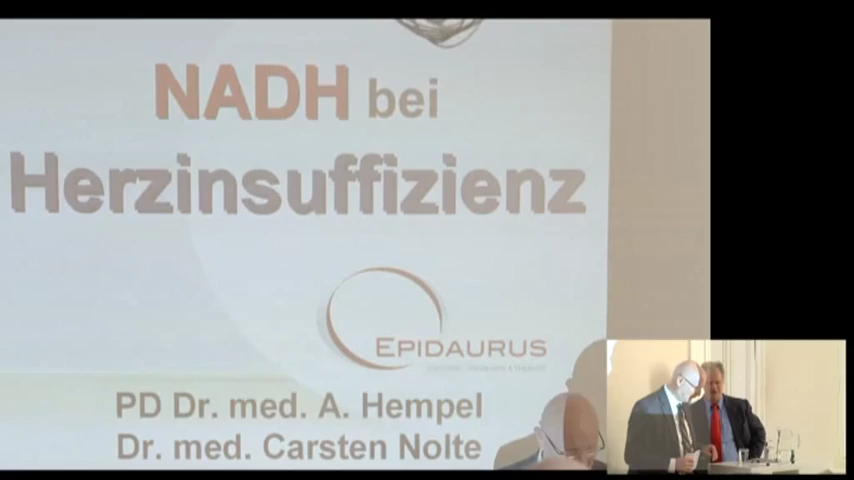 NADH bei
Herzinsuffizienz
EPIDAURUS
PD Dr. med. A. Hempel
Dr. med. Carsten Nolte